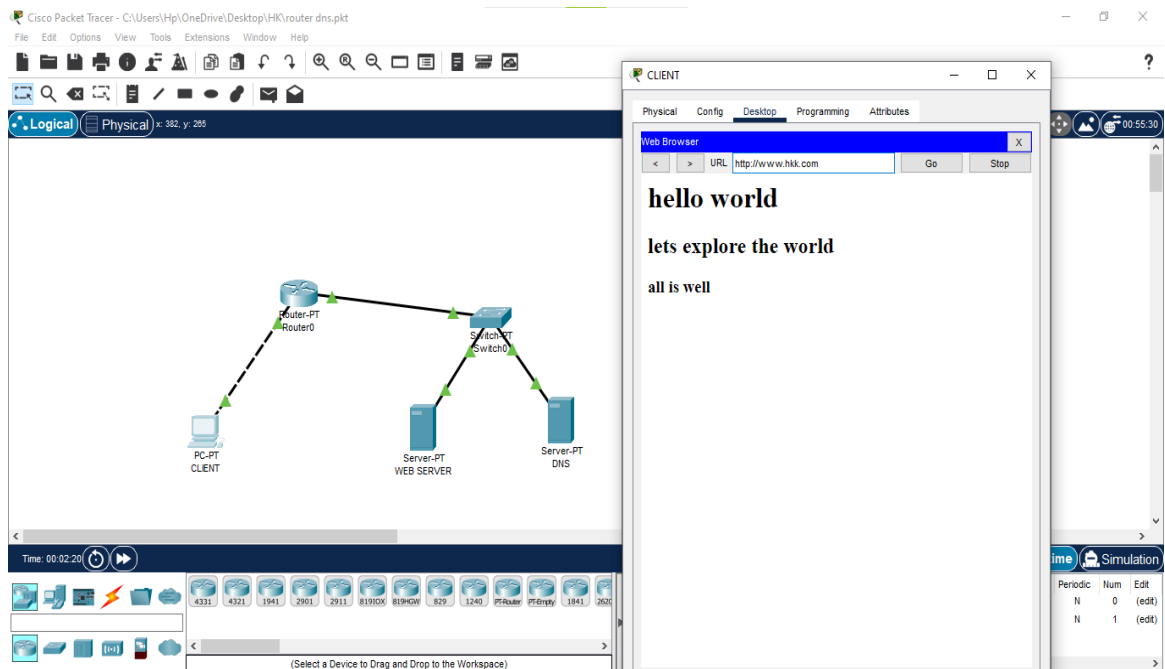 Cisco Packet Tracer - C:\Users\Hp\OneDrive\Desktop\HK\router dns.pkt
File Edit Options View Tools Extensions Window Help
?
Logical Physical x: 382, y: 265
00:55:30
CLIENT
Physical Config Desktop Programming Attributes
Web Browser X
< > URL http://www.hkk.com Go Stop
hello world
lets explore the world
all is well
Router-PT
Router0
Switch-PT
Switch0
PC-PT
CLIENT
Server-PT
WEB SERVER
Server-PT
DNS
Time: 00:02:20
ime Simulation
Periodic Num Edit
N 0 (edit)
N 1 (edit)
4331 4321 1941 2901 2911 819IOX 819HGW 829 1240 PT-Router PT-Empty 1841 262
(Select a Device to Drag and Drop to the Workspace)